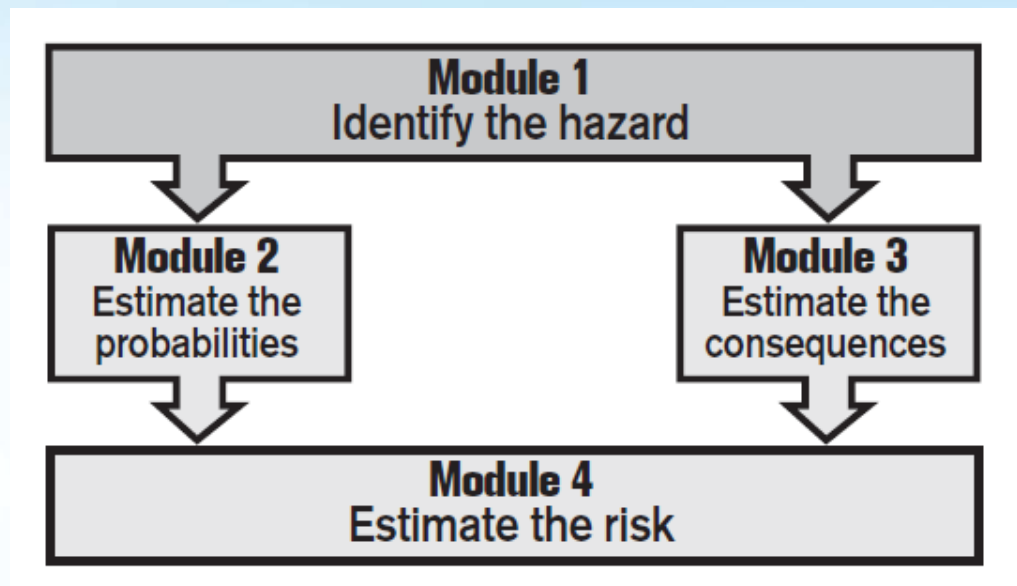 Module 1
Identify the hazard
Module 2
Estimate the
probabilities
Module 3
Estimate the
consequences
Module 4
Estimate the risk